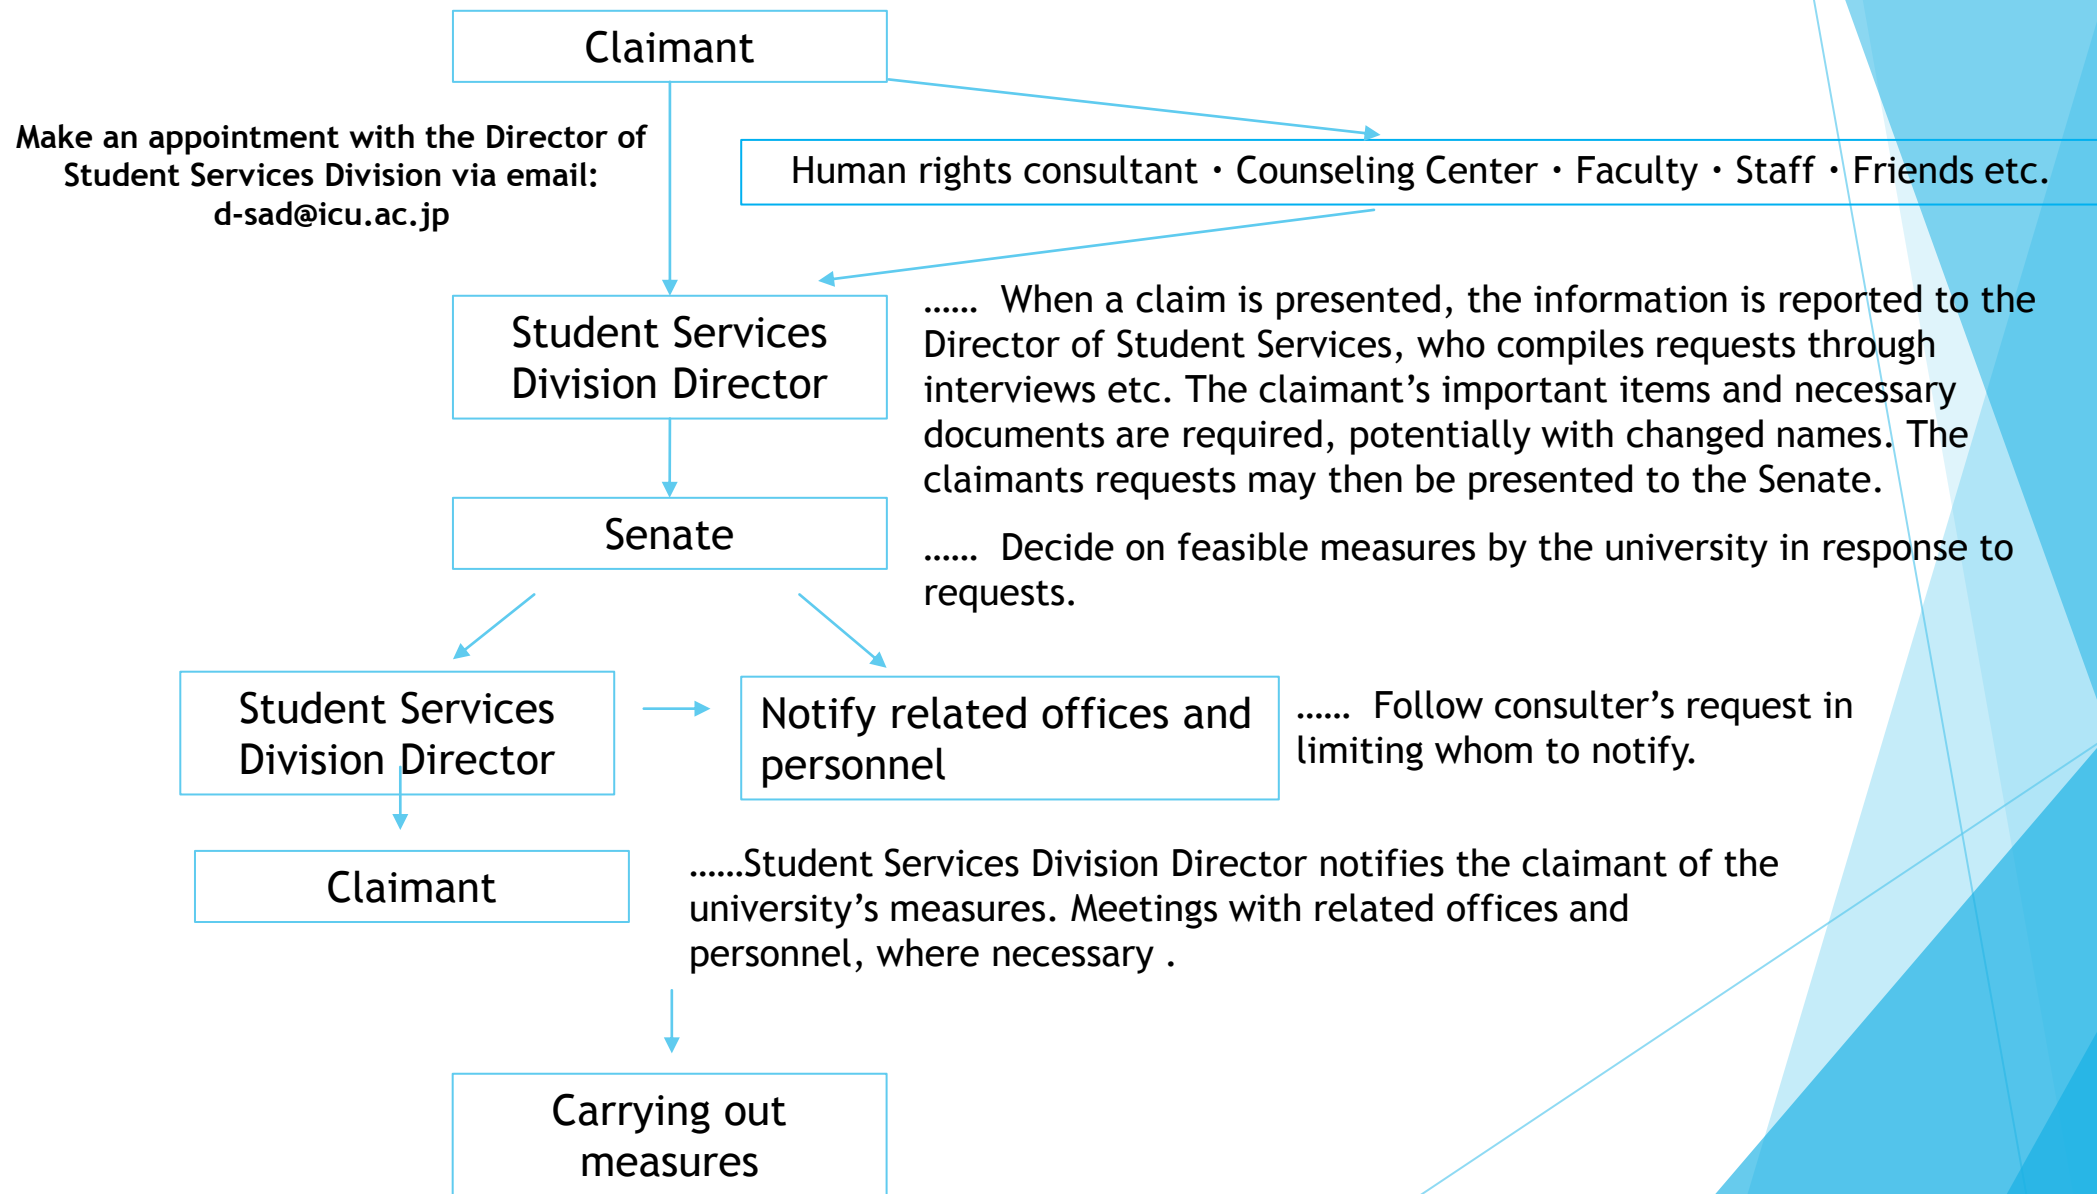 Claimant
Make an appointment with the Director of
Student Services Division via email:
d-sad@icu.ac.jp
Human rights consultant・Counseling Center・Faculty・Staff・Friends etc.
Student Services
Division Director
…… When a claim is presented, the information is reported to the
Director of Student Services, who compiles requests through
interviews etc. The claimant’s important items and necessary
documents are required, potentially with changed names. The
claimants requests may then be presented to the Senate.
Senate
…… Decide on feasible measures by the university in response to
requests.
Student Services
Division Director
Notify related offices and
personnel
…… Follow consulter’s request in
limiting whom to notify.
Claimant
……Student Services Division Director notifies the claimant of the
university’s measures. Meetings with related offices and
personnel, where necessary .
Carrying out
measures